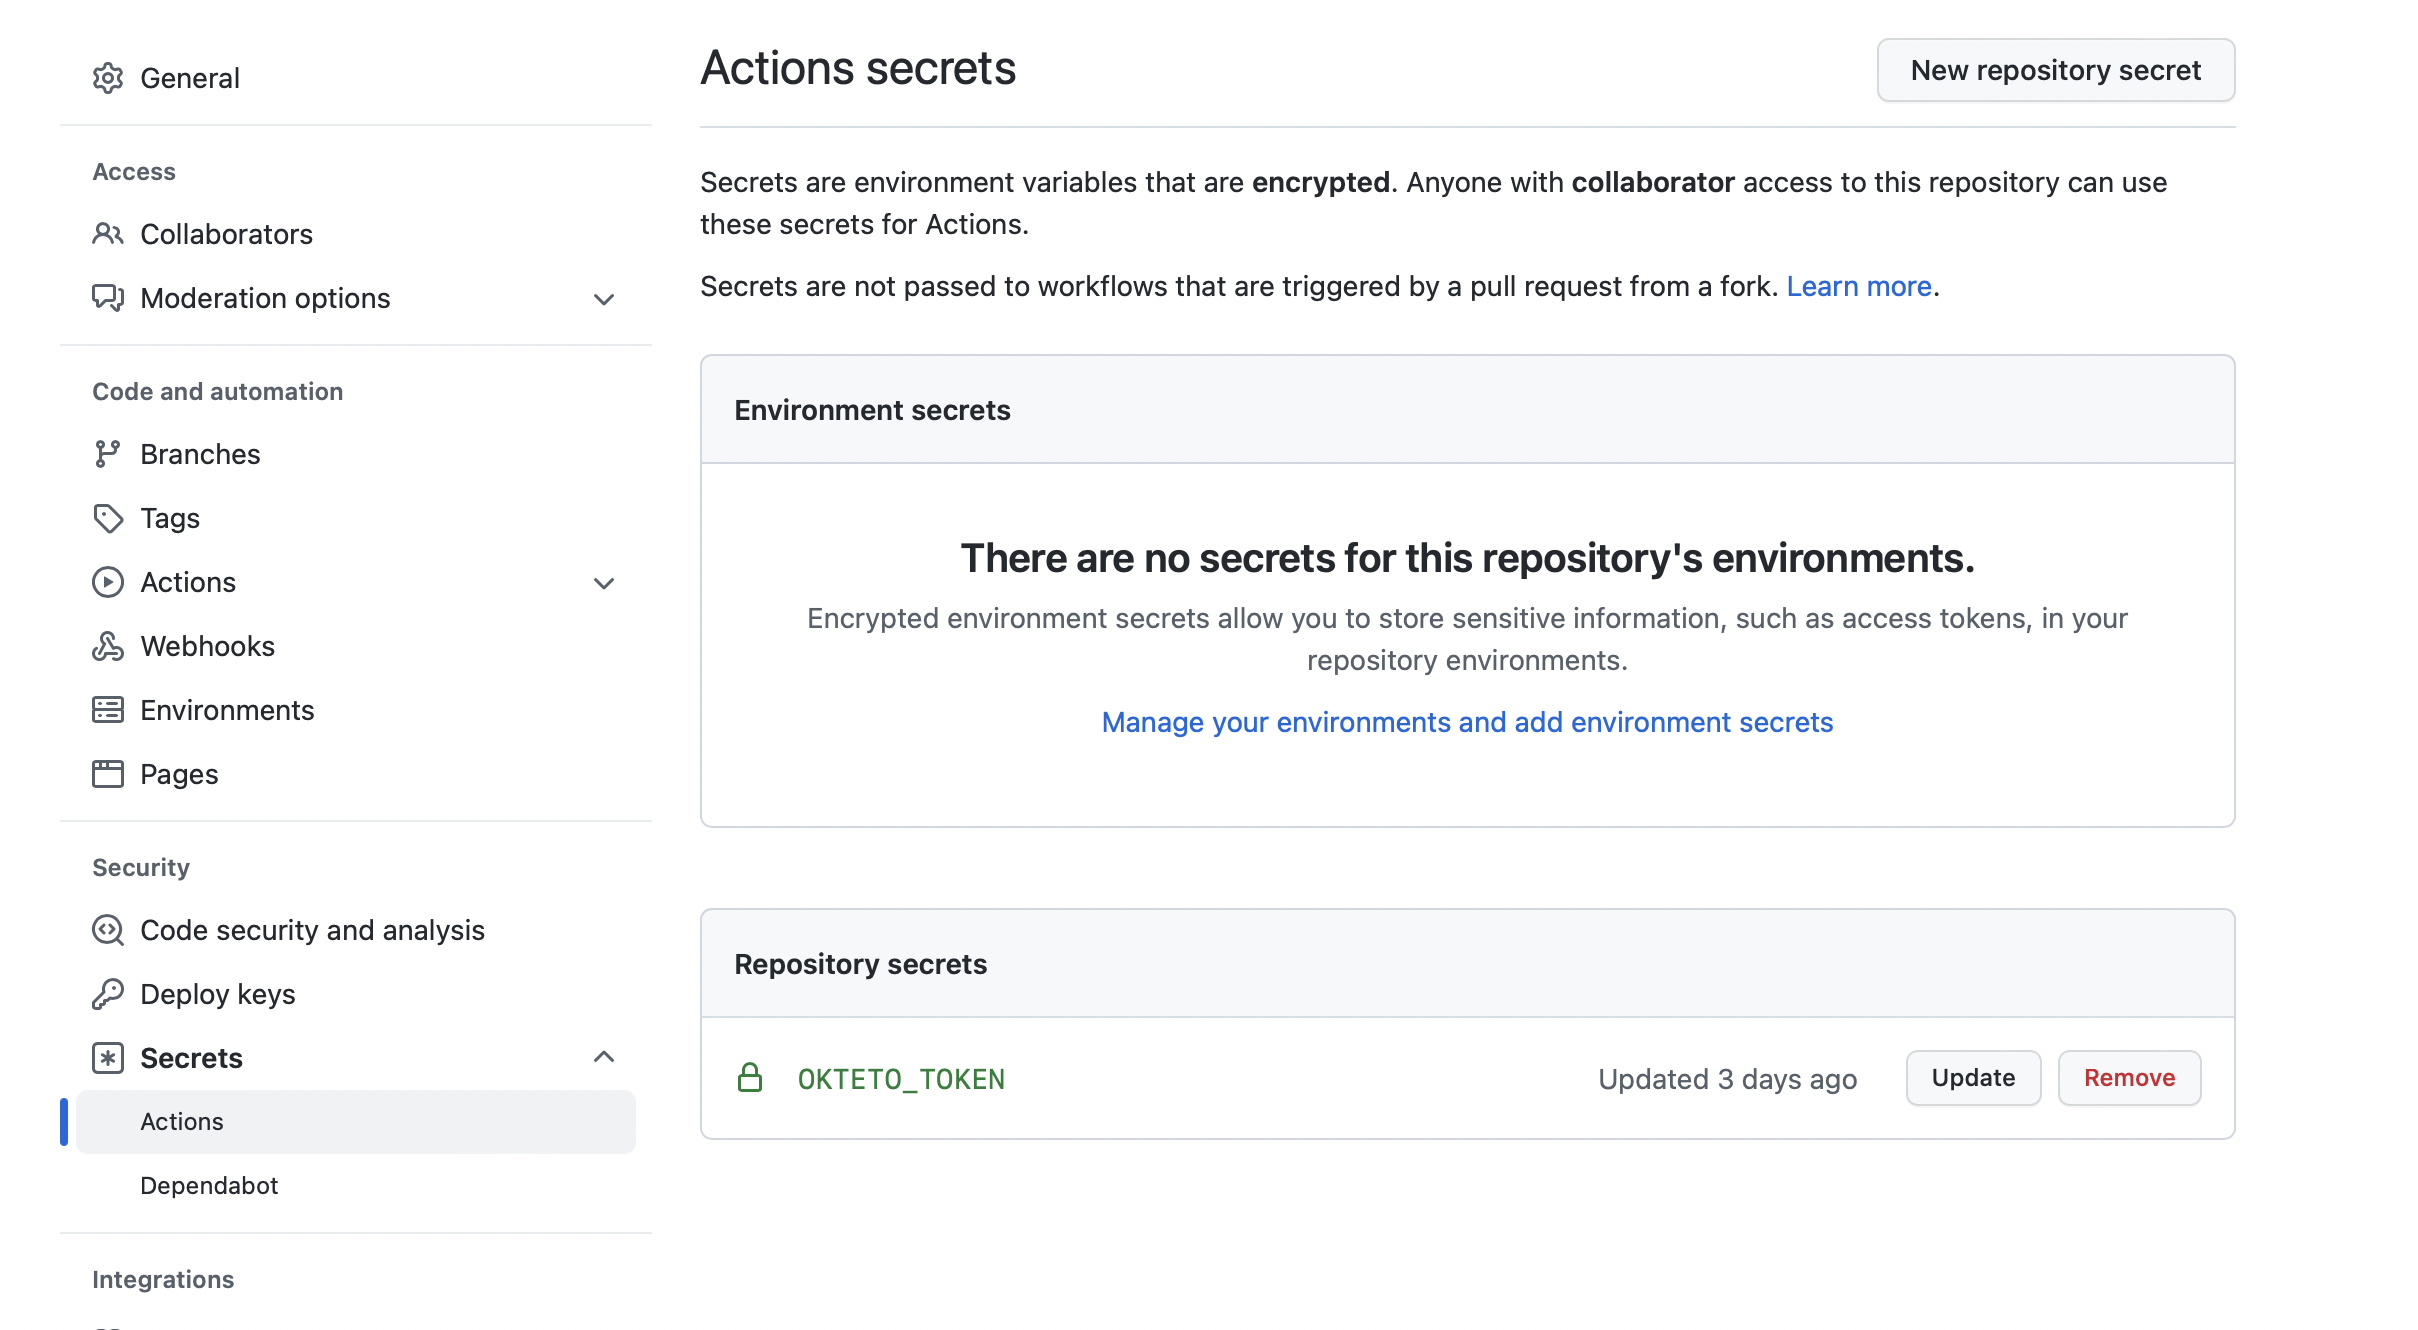 General
Access
Collaborators
Moderation options
Code and automation
Branches
Tags
Actions
Webhooks
Environments
Pages
Security
Code security and analysis
Deploy keys
Secrets
Actions
Dependabot
Integrations
Actions secrets
New repository secret
Secrets are environment variables that are encrypted. Anyone with collaborator access to this repository can use
these secrets for Actions.
Secrets are not passed to workflows that are triggered by a pull request from a fork. Learn more.
Environment secrets
There are no secrets for this repository's environments.
Encrypted environment secrets allow you to store sensitive information, such as access tokens, in your
repository environments.
Manage your environments and add environment secrets
Repository secrets
OKTETO_TOKEN
Updated 3 days ago
Update
Remove